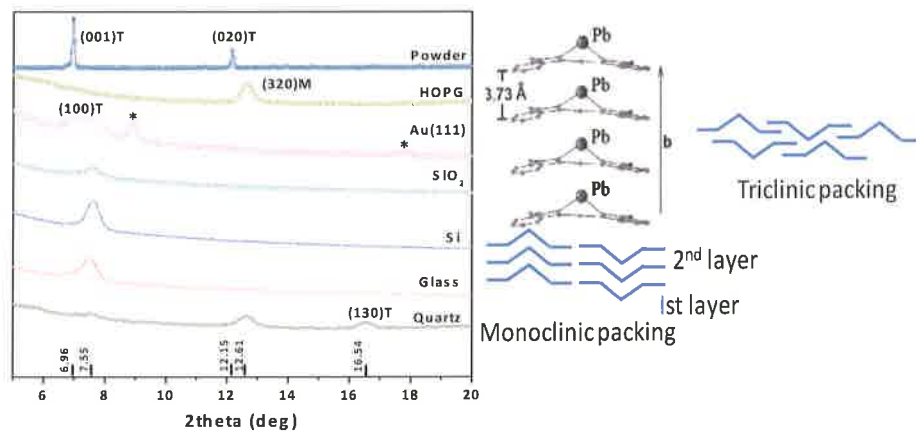 (001)T
(020)T
Powder
(320)M
HOPG
(100)T
*
Au(111)
*
SiO2
Si
Glass
(130)T
Quartz
6.96
7.55
12.15
12.61
16.54
6 8 10 12 14 16 18 20
2theta (deg)
Pb
3.73 Å
Pb
Pb
Pb
b
2nd layer
1st layer
Monoclinic packing
Triclinic packing